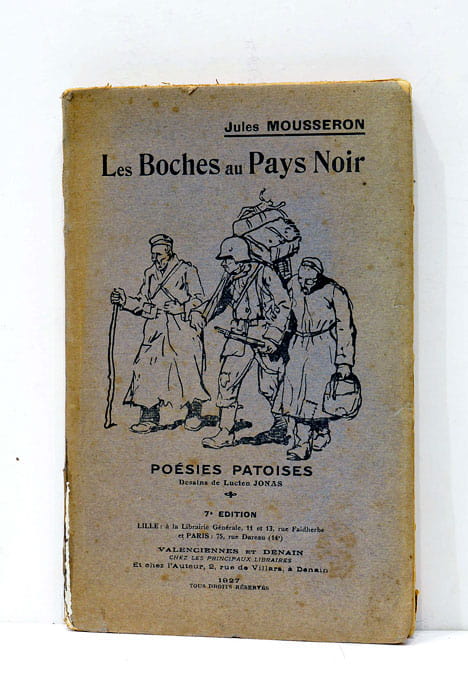 Jules MOUSSERON
Les Boches au Pays Noir
POÉSIES PATOISES
Dessins de Lucien JONAS
7e EDITION
LILLE : à la Librairie Générale, 11 et 13, rue Faidherbe
et PARIS : 75, rue Dareau (14e)
VALENCIENNES ET DENAIN
CHEZ LES PRINCIPAUX LIBRAIRES
Et chez l'Auteur, 2, rue de Villars, à Denain
1927
TOUS DROITS RÉSERVÉS